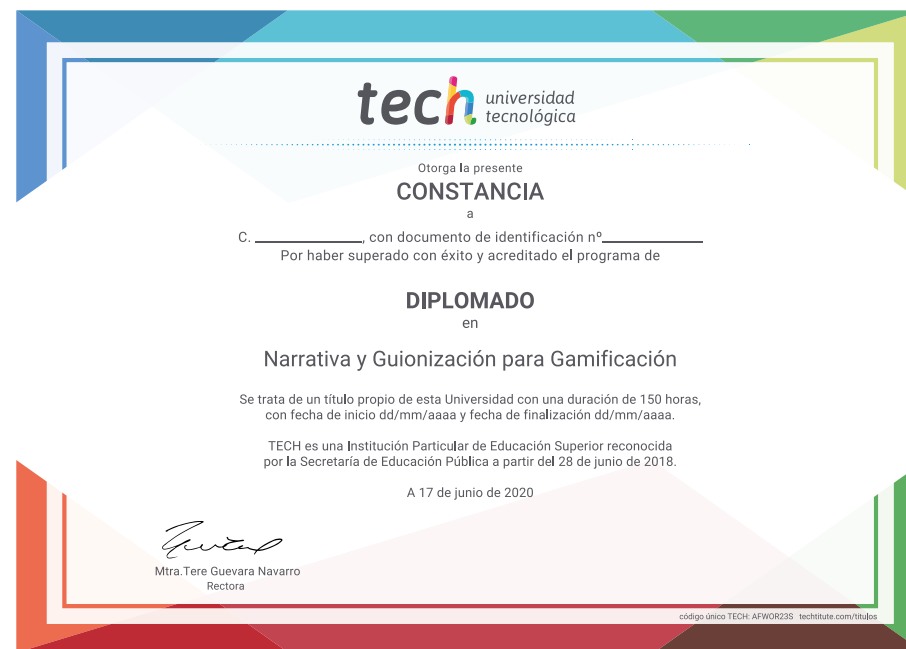 tech universidad
tecnológica
Otorga la presente
CONSTANCIA
a
C. ____________, con documento de identificación nº____________
Por haber superado con éxito y acreditado el programa de
DIPLOMADO
en
Narrativa y Guionización para Gamificación
Se trata de un título propio de esta Universidad con una duración de 150 horas,
con fecha de inicio dd/mm/aaaa y fecha de finalización dd/mm/aaaa.
TECH es una Institución Particular de Educación Superior reconocida
por la Secretaría de Educación Pública a partir del 28 de junio de 2018.
A 17 de junio de 2020
Mtra.Tere Guevara Navarro
Rectora
código único TECH: AFWOR23S techtitute.com/titulos